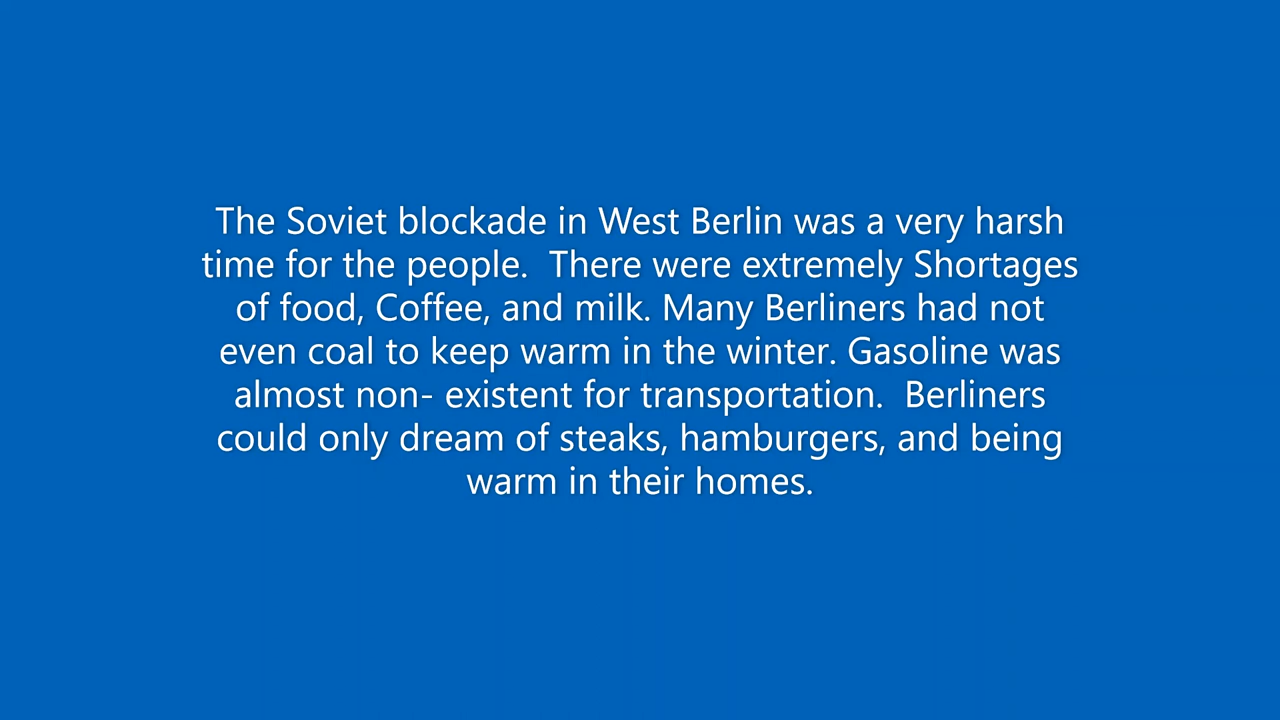 The Soviet blockade in West Berlin was a very harsh
time for the people.  There were extremely Shortages
of food, Coffee, and milk. Many Berliners had not
even coal to keep warm in the winter. Gasoline was
almost non- existent for transportation.  Berliners
could only dream of steaks, hamburgers, and being
warm in their homes.